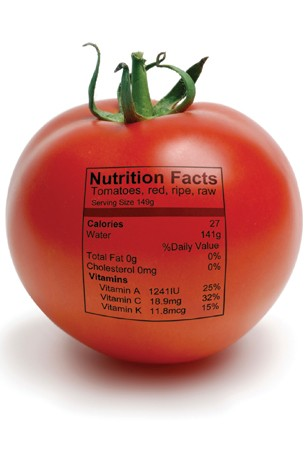 Nutrition Facts
Tomatoes, red, ripe, raw
Serving Size 149g
Calories 27
Water 141g
%Daily Value
Total Fat 0g 0%
Cholesterol 0mg 0%
Vitamins
Vitamin A 1241IU 25%
Vitamin C 18.9mg 32%
Vitamin K 11.8mcg 15%